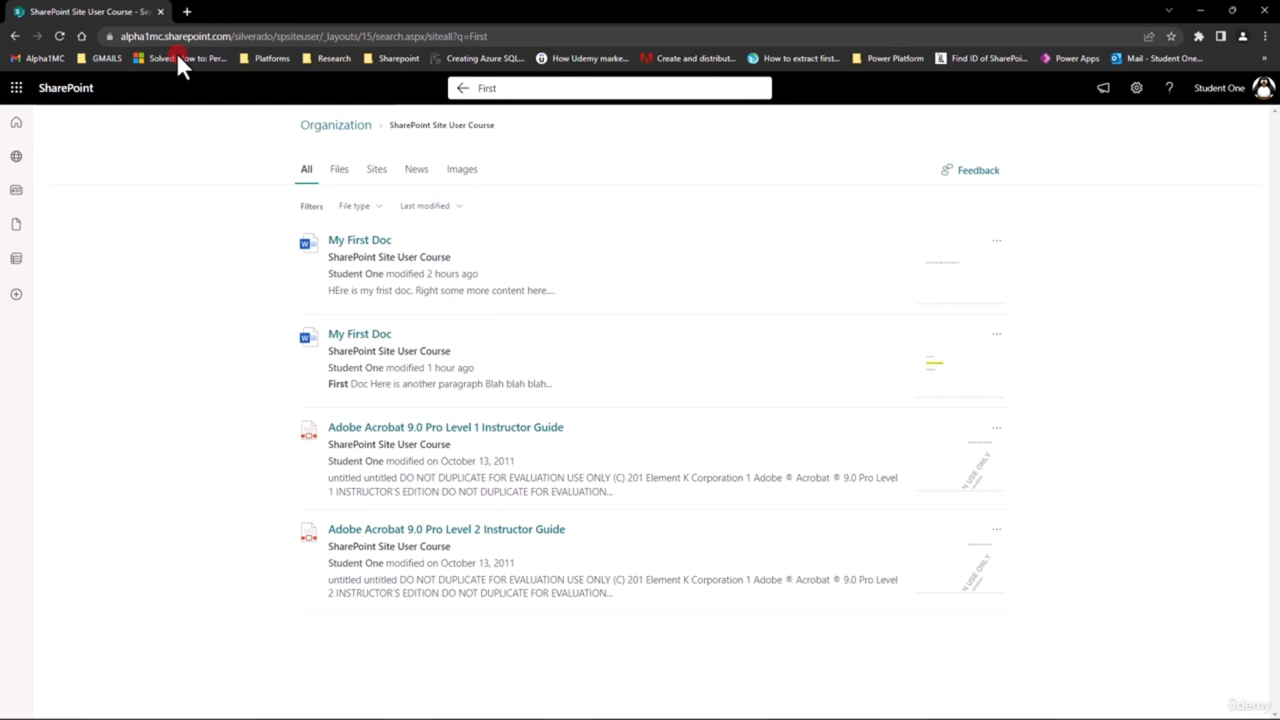 SharePoint Site User Course - Se
alpha1mc.sharepoint.com/silverado/spsiteuser/_layouts/15/search.aspx/siteall?q=First
Alpha1MC GMAILS Solved: How to: Per... Platforms Research Sharepoint Creating Azure SQL... How Udemy marke... Create and distribut... How to extract first... Power Platform Find ID of SharePoi... Power Apps Mail - Student One...
SharePoint First Student One
Organization > SharePoint Site User Course
All Files Sites News Images Feedback
Filters File type Last modified
My First Doc
SharePoint Site User Course
Student One modified 2 hours ago
HEre is my frist doc. Right some more content here....
My First Doc
SharePoint Site User Course
Student One modified 1 hour ago
First Doc Here is another paragraph Blah blah blah...
Adobe Acrobat 9.0 Pro Level 1 Instructor Guide
SharePoint Site User Course
Student One modified on October 13, 2011
untitled untitled DO NOT DUPLICATE FOR EVALUATION USE ONLY (C) 201 Element K Corporation 1 Adobe ® Acrobat ® 9.0 Pro Level
1 INSTRUCTOR'S EDITION DO NOT DUPLICATE FOR EVALUATION...
N USE ONLY
Adobe Acrobat 9.0 Pro Level 2 Instructor Guide
SharePoint Site User Course
Student One modified on October 13, 2011
untitled untitled DO NOT DUPLICATE FOR EVALUATION USE ONLY (C) 201 Element K Corporation 1 Adobe ® Acrobat ® 9.0 Pro Level
2 INSTRUCTOR'S EDITION DO NOT DUPLICATE FOR EVALUATION...
N USE ONLY
ûdemy